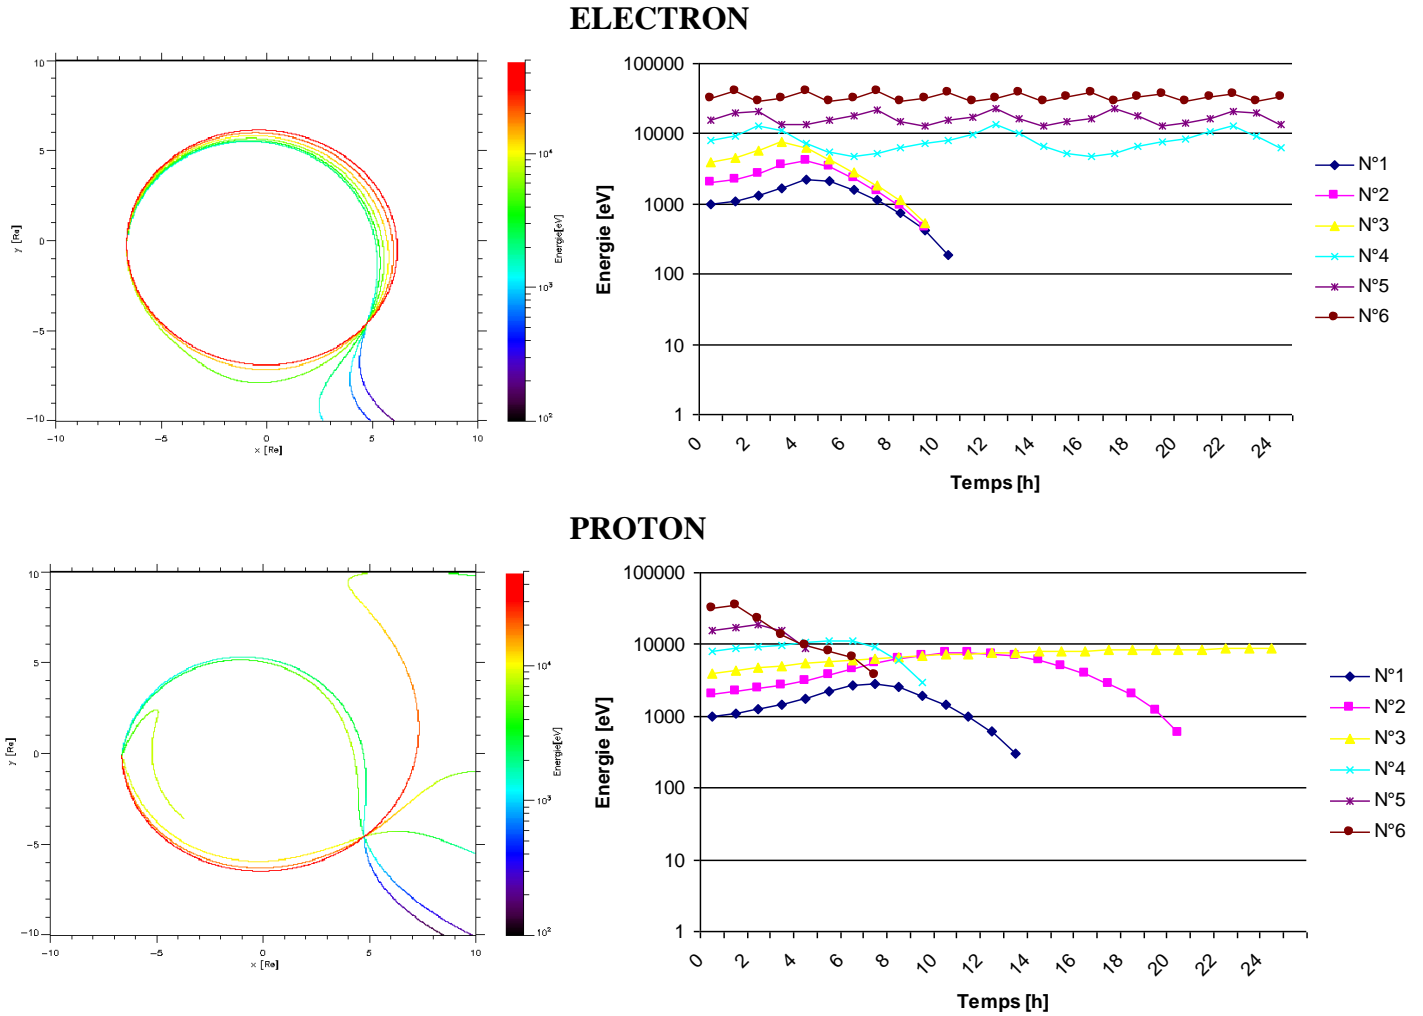 ELECTRON
10
5
0
−5
−10
y [Re]
−10
−5
0
5
10
x [Re]
10⁴
10³
10²
Energie[eV]
100000
10000
1000
100
10
1
Energie [eV]
0
2
4
6
8
10
12
14
16
18
20
22
24
Temps [h]
N°1
N°2
N°3
N°4
N°5
N°6
PROTON
10
5
0
−5
−10
y [Re]
−10
−5
0
5
10
x [Re]
10⁴
10³
10²
Energie[eV]
100000
10000
1000
100
10
1
Energie [eV]
0
2
4
6
8
10
12
14
16
18
20
22
24
Temps [h]
N°1
N°2
N°3
N°4
N°5
N°6